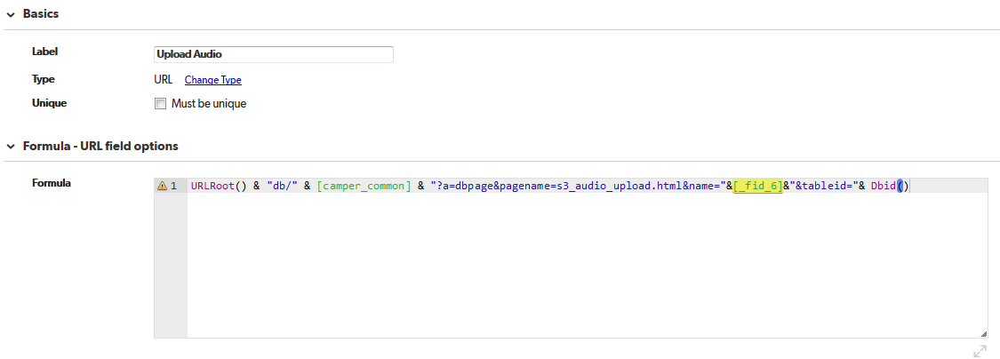 Basics
Label
Upload Audio
Type
URL Change Type
Unique
Must be unique
Formula - URL field options
Formula
1 URLRoot() & "db/" & [camper_common] & "?a=dbpage&pagename=s3_audio_upload.html&name="&[_fid_6]&"&tableid="& Dbid()